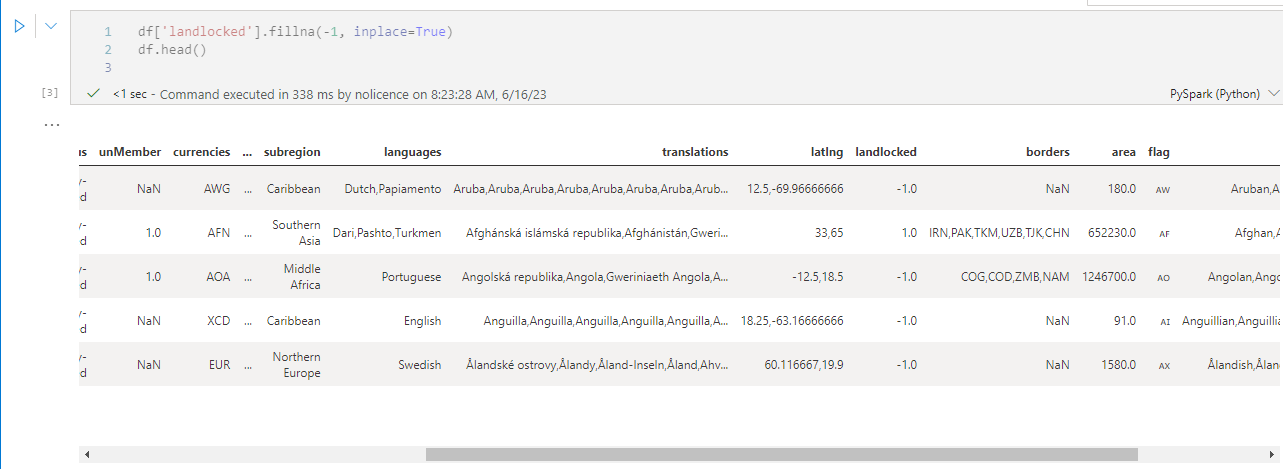 1 df['landlocked'].fillna(-1, inplace=True)
2 df.head()
3
[3] <1 sec - Command executed in 338 ms by nolicence on 8:23:28 AM, 6/16/23 PySpark (Python)
...
us unMember currencies ... subregion languages translations latlng landlocked borders area flag
y-
d NaN AWG ... Caribbean Dutch,Papiamento Aruba,Aruba,Aruba,Aruba,Aruba,Aruba,Aruba,Arub... 12.5,-69.96666666 -1.0 NaN 180.0 AW Aruban,A
y-
d 1.0 AFN ... Southern Asia Dari,Pashto,Turkmen Afghánská islámská republika,Afghánistán,Gweri... 33,65 1.0 IRN,PAK,TKM,UZB,TJK,CHN 652230.0 AF Afghan,A
y-
d 1.0 AOA ... Middle Africa Portuguese Angolská republika,Angola,Gweriniaeth Angola,A... -12.5,18.5 -1.0 COG,COD,ZMB,NAM 1246700.0 AO Angolan,Ango
y-
d NaN XCD ... Caribbean English Anguilla,Anguilla,Anguilla,Anguilla,Anguilla,A... 18.25,-63.16666666 -1.0 NaN 91.0 AI Anguillian,Anguillia
y-
d NaN EUR ... Northern Europe Swedish Ålandské ostrovy,Ålandy,Åland-Inseln,Åland,Ahv... 60.116667,19.9 -1.0 NaN 1580.0 AX Ålandish,Ålan